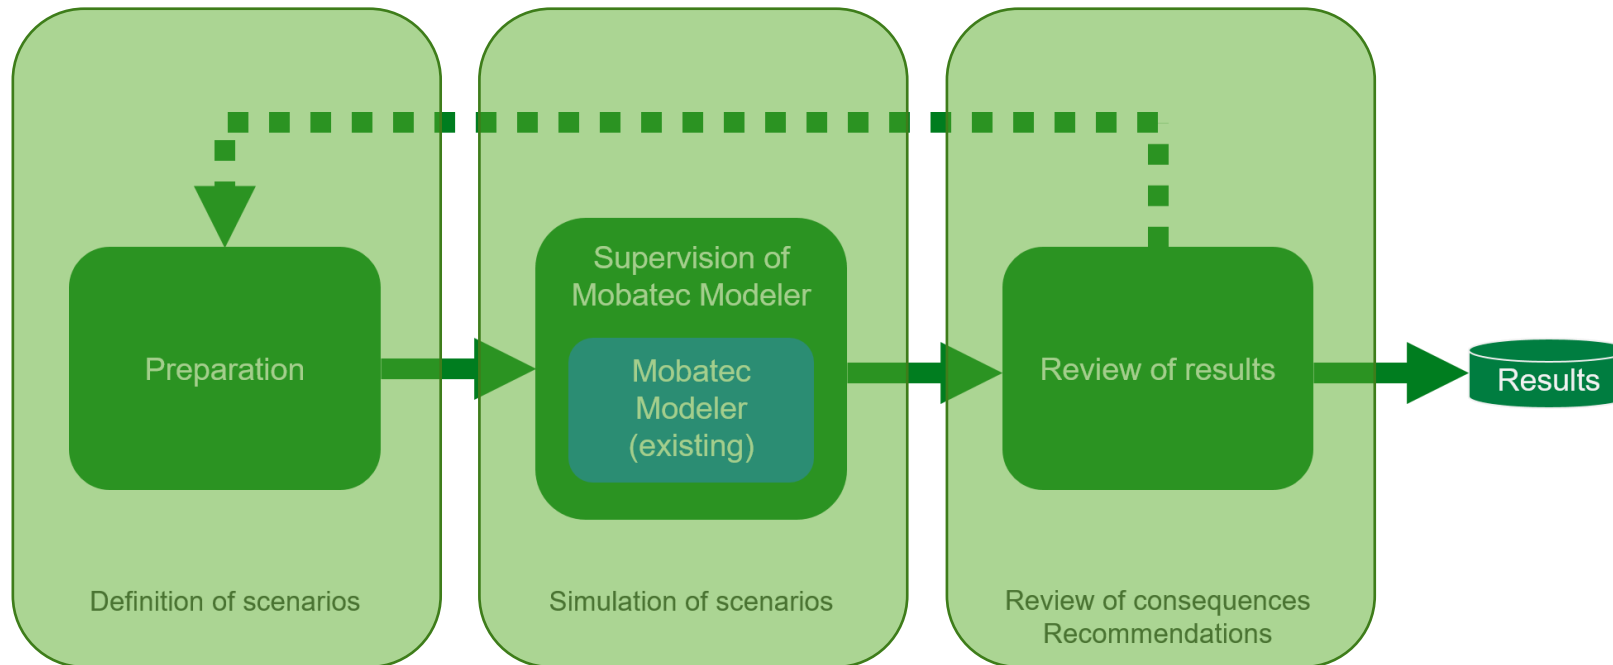 Preparation
Definition of scenarios
Supervision of
Mobatec Modeler
Mobatec
Modeler
(existing)
Simulation of scenarios
Review of results
Review of consequences
Recommendations
Results